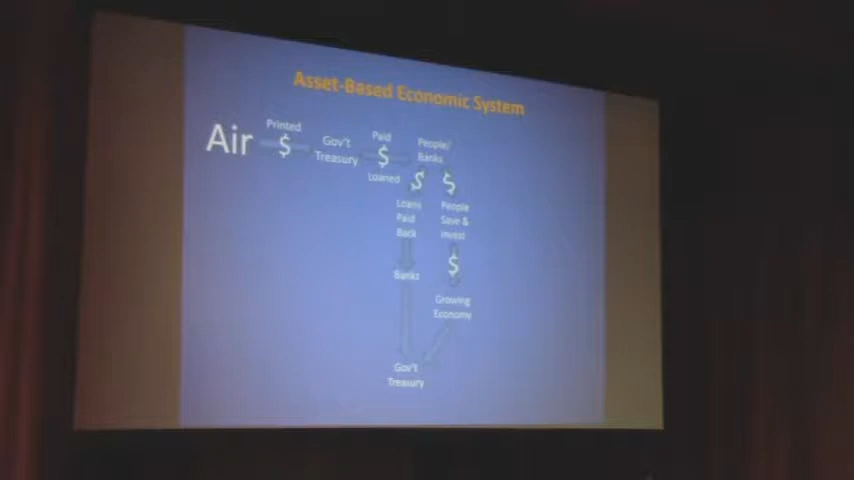 Asset-Based Economic System
Air
Printed
$
Gov't
Treasury
Paid
$
Loaned
People/
Banks
$
$
Loans
Paid
Back
People
Save &
Invest
Banks
$
Growing
Economy
Gov't
Treasury